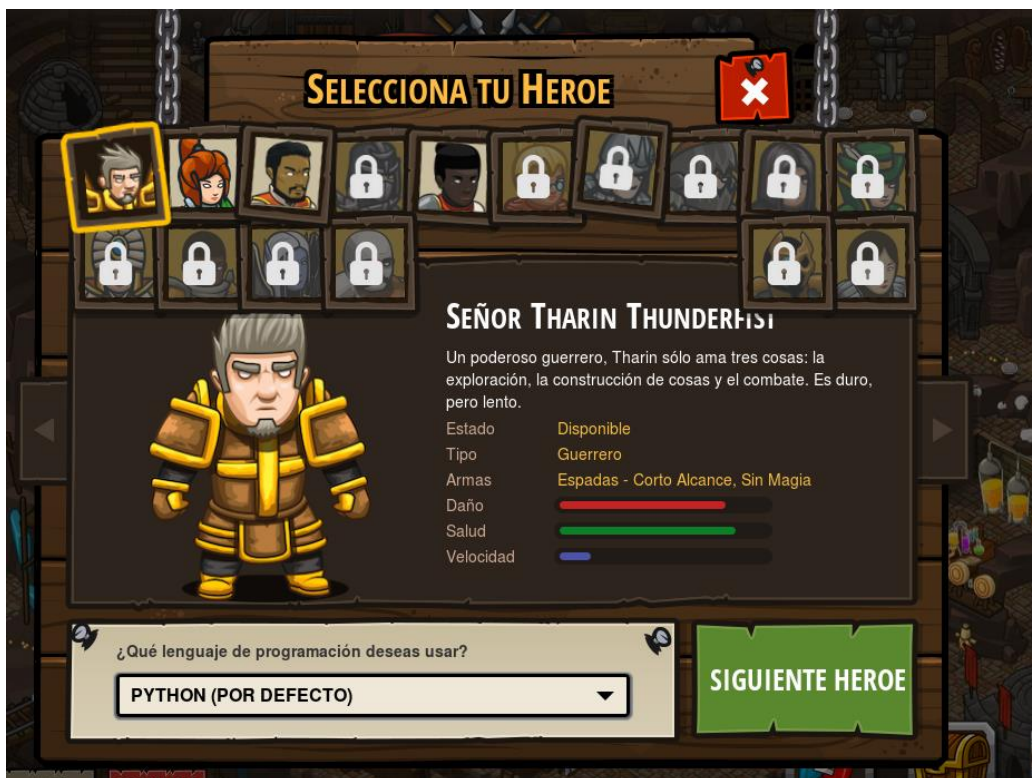 SELECCIONA TU HEROE
SEÑOR THARIN THUNDERFIST
Un poderoso guerrero, Tharin sólo ama tres cosas: la
exploración, la construcción de cosas y el combate. Es duro,
pero lento.
Estado Disponible
Tipo Guerrero
Armas Espadas - Corto Alcance, Sin Magia
Daño
Salud
Velocidad
¿Qué lenguaje de programación deseas usar?
PYTHON (POR DEFECTO)
SIGUIENTE HEROE